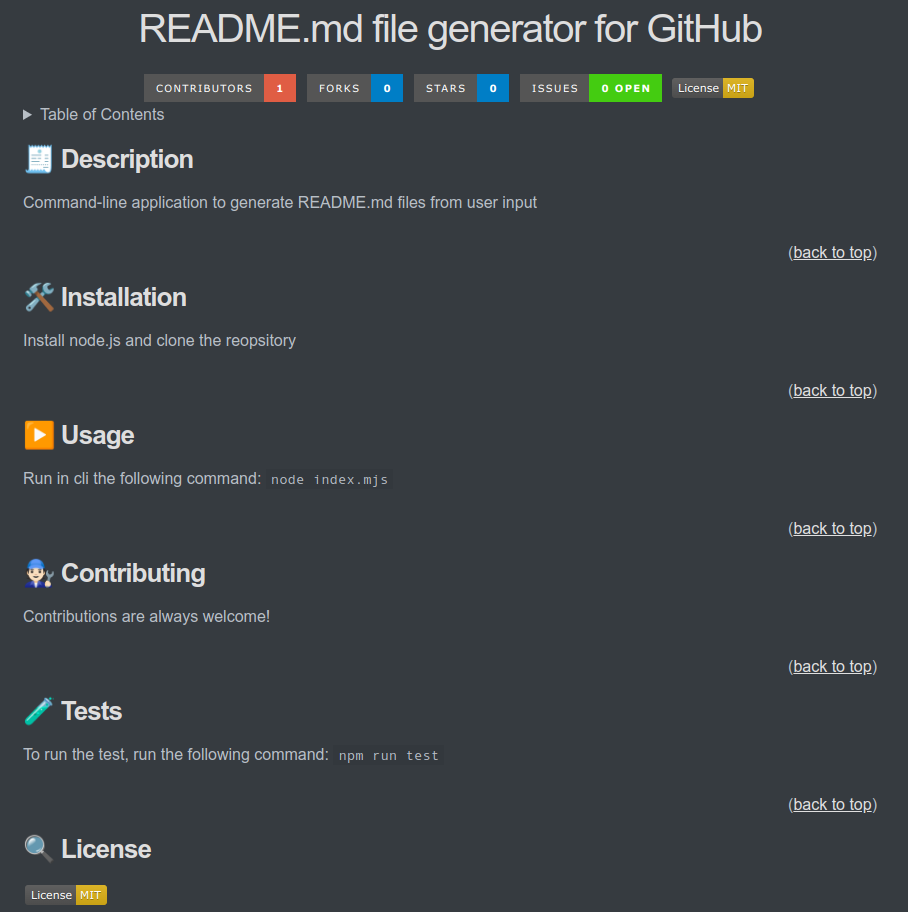 README.md file generator for GitHub
CONTRIBUTORS 1 FORKS 0 STARS 0 ISSUES 0 OPEN License MIT
Table of Contents
Description
Command-line application to generate README.md files from user input
(back to top)
Installation
Install node.js and clone the reopsitory
(back to top)
Usage
Run in cli the following command: node index.mjs
(back to top)
Contributing
Contributions are always welcome!
(back to top)
Tests
To run the test, run the following command: npm run test
(back to top)
License
License MIT